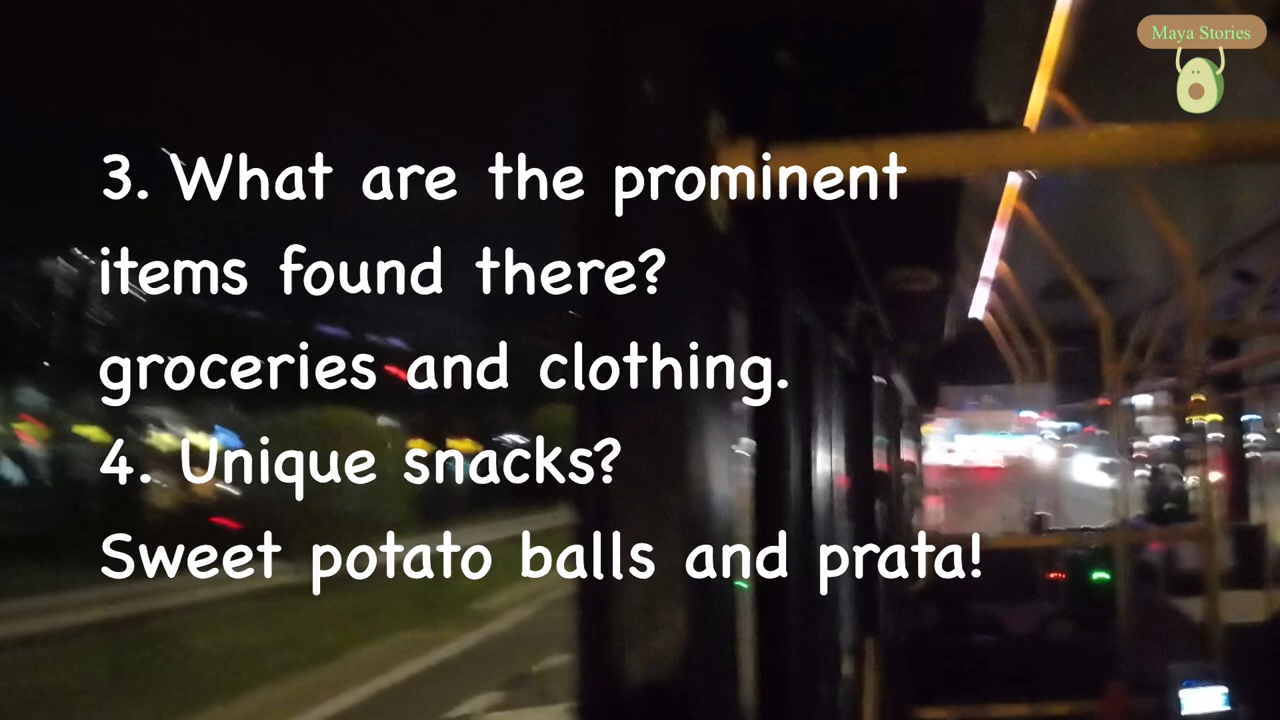 Maya Stories
3. What are the prominent
items found there?
groceries and clothing.
4. Unique snacks?
Sweet potato balls and prata!